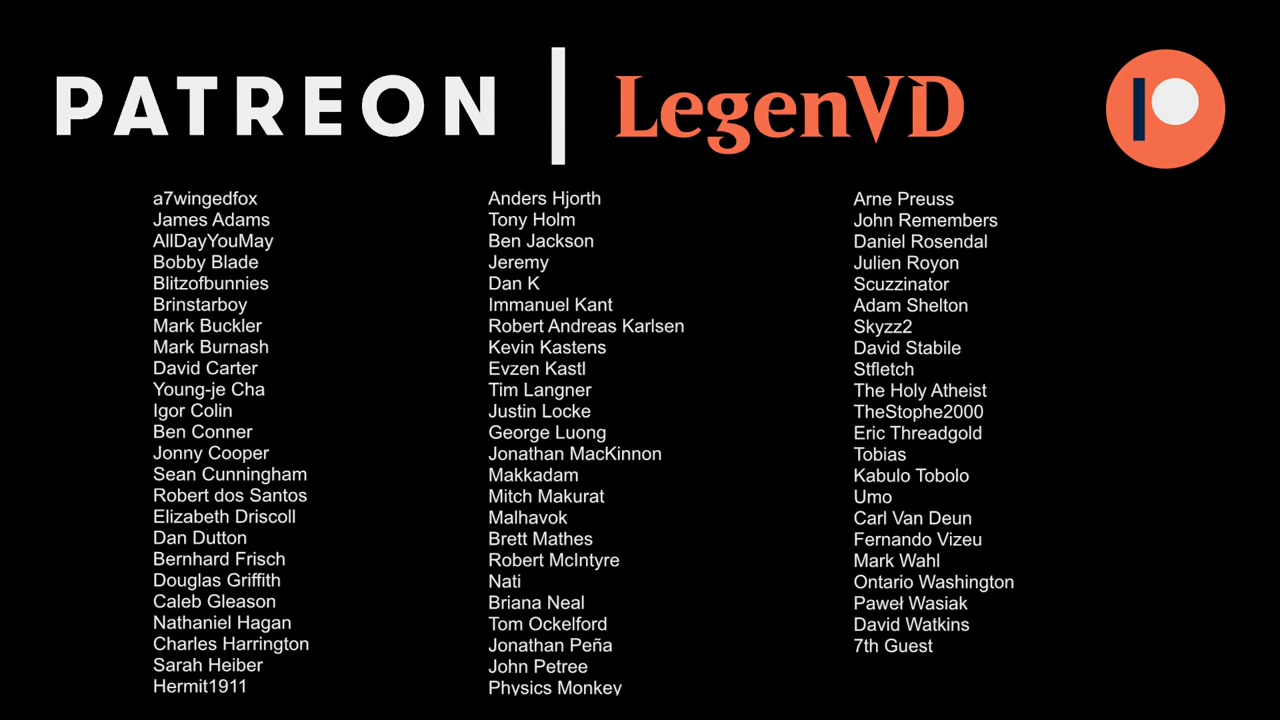 PATREON | LegenVD
a7wingedfox
James Adams
AllDayYouMay
Bobby Blade
Blitzofbunnies
Brinstarboy
Mark Buckler
Mark Burnash
David Carter
Young-je Cha
Igor Colin
Ben Conner
Jonny Cooper
Sean Cunningham
Robert dos Santos
Elizabeth Driscoll
Dan Dutton
Bernhard Frisch
Douglas Griffith
Caleb Gleason
Nathaniel Hagan
Charles Harrington
Sarah Heiber
Hermit1911
Anders Hjorth
Tony Holm
Ben Jackson
Jeremy
Dan K
Immanuel Kant
Robert Andreas Karlsen
Kevin Kastens
Evzen Kastl
Tim Langner
Justin Locke
George Luong
Jonathan MacKinnon
Makkadam
Mitch Makurat
Malhavok
Brett Mathes
Robert McIntyre
Nati
Briana Neal
Tom Ockelford
Jonathan Peña
John Petree
Physics Monkey
Arne Preuss
John Remembers
Daniel Rosendal
Julien Royon
Scuzzinator
Adam Shelton
Skyzz2
David Stabile
Stfletch
The Holy Atheist
TheStophe2000
Eric Threadgold
Tobias
Kabulo Tobolo
Umo
Carl Van Deun
Fernando Vizeu
Mark Wahl
Ontario Washington
Paweł Wasiak
David Watkins
7th Guest